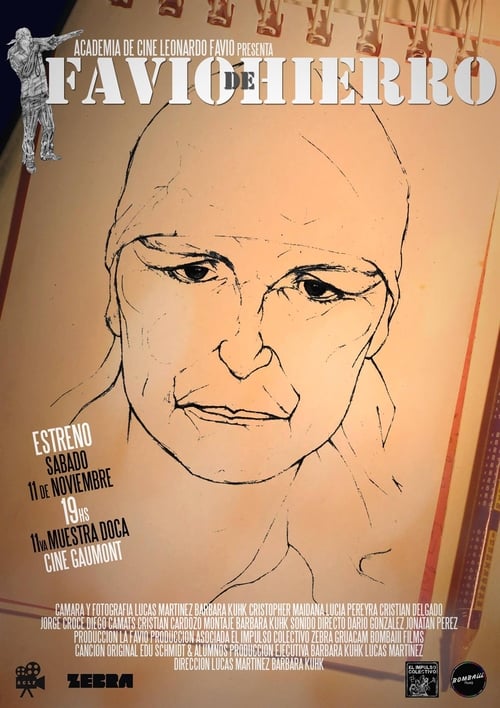 ACADEMIA DE CINE LEONARDO FAVIO PRESENTA
FAVIO DE HIERRO
ESTRENO
SABADO
11 DE NOVIEMBRE
19HS
11VA MUESTRA DOCA
CINE GAUMONT
CAMARA Y FOTOGRAFIA LUCAS MARTINEZ BARBARA KUHK CRISTOPHER MAIDANA LUCIA PEREYRA CRISTIAN DELGADO
JORGE CROCE DIEGO CAMATS CRISTIAN CARDOZO MONTAJE BARBARA KUHK SONIDO DIRECTO DARIO GONZALEZ JONATAN PEREZ
PRODUCCION LA FAVIO PRODUCCION ASOCIADA EL IMPULSO COLECTIVO ZEBRA GRUACAM BOMBAUI FILMS
CANCION ORIGINAL EDU SCHMIDT & ALUMNOS PRODUCCION EJECUTIVA BARBARA KUHK LUCAS MARTINEZ
DIRECCION LUCAS MARTINEZ BARBARA KUHK
ACLF
ZEBRA
EL IMPULSO
COLECTIVO